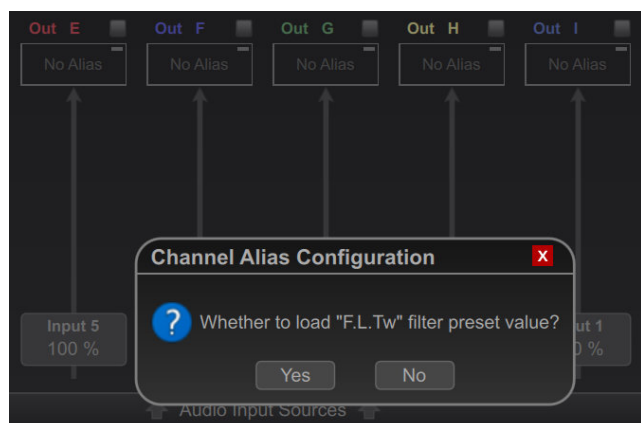 Out E Out F Out G Out H Out I
No Alias No Alias No Alias No Alias No Alias
Channel Alias Configuration X
? Whether to load "F.L.Tw" filter preset value?
Input 5 ut 1
100 % 0 %
Yes No
Audio Input Sources